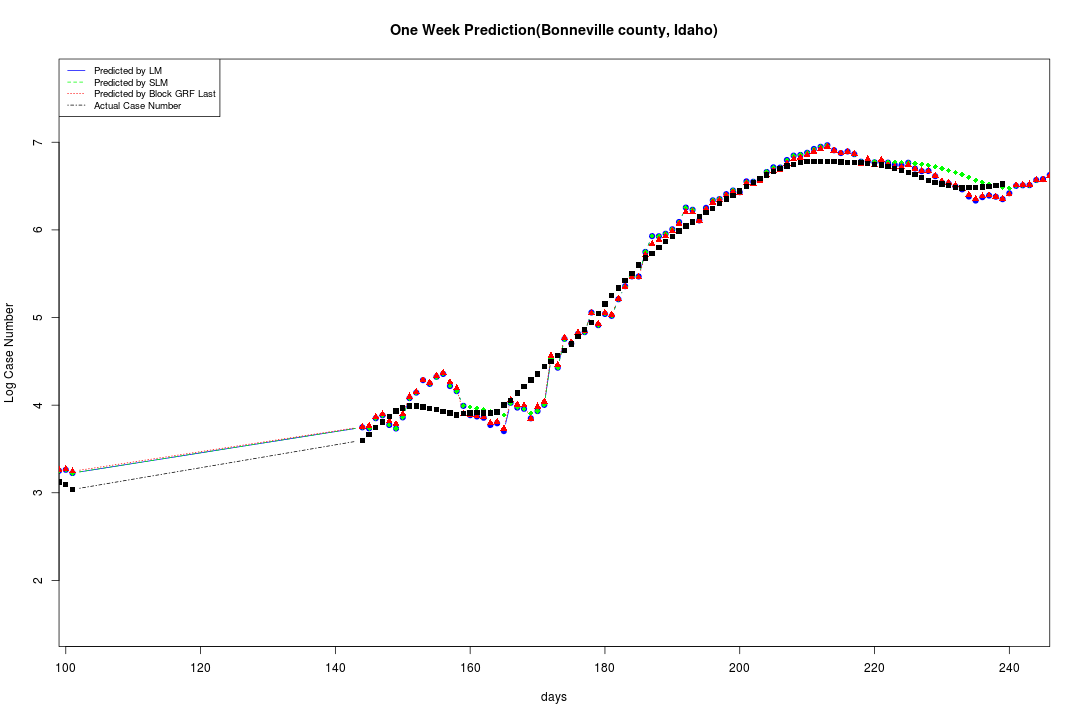 One Week Prediction(Bonneville county, Idaho)
Predicted by LM
Predicted by SLM
Predicted by Block GRF Last
Actual Case Number
7
6
5
4
3
2
Log Case Number
100 120 140 160 180 200 220 240
days